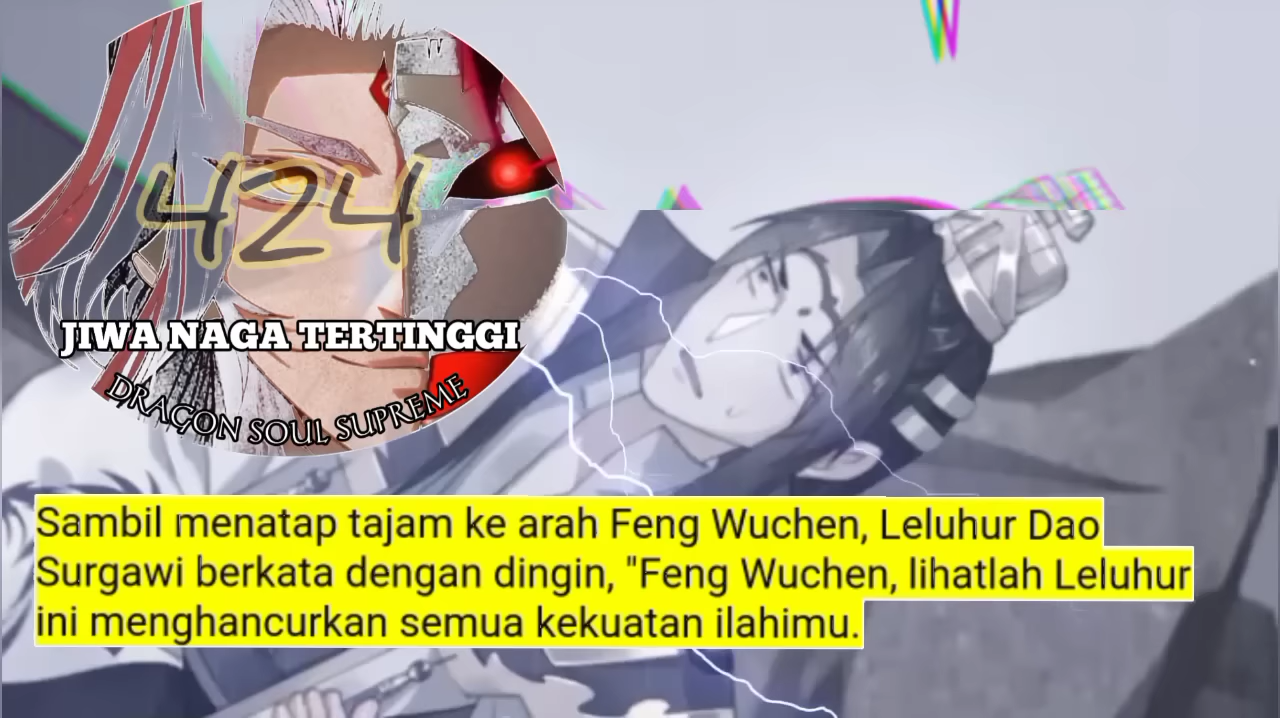 424
JIWA NAGA TERTINGGI
DRAGON SOUL SUPREME
Sambil menatap tajam ke arah Feng Wuchen, Leluhur Dao
Surgawi berkata dengan dingin, "Feng Wuchen, lihatlah Leluhur
ini menghancurkan semua kekuatan ilahimu.